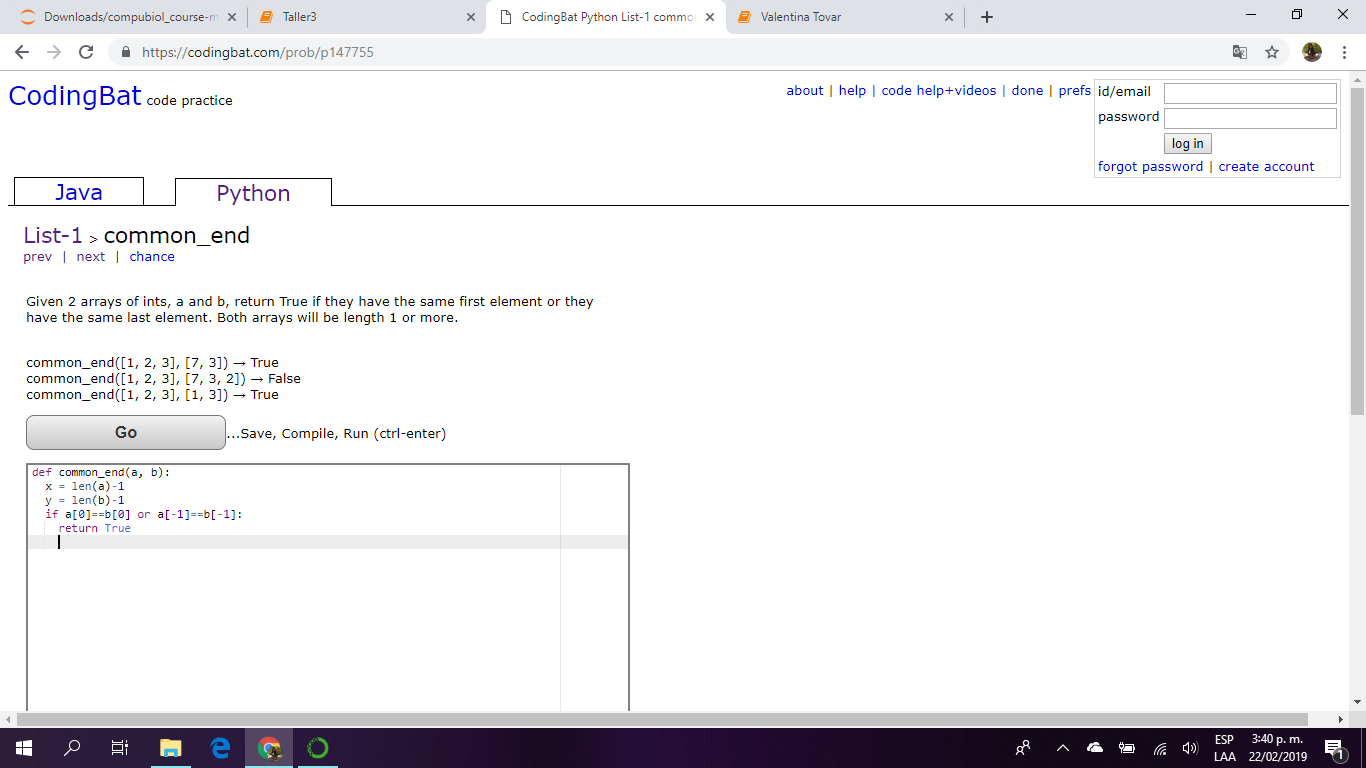 Downloads/compubiol_course-m
Taller3
CodingBat Python List-1 commo
Valentina Tovar
https://codingbat.com/prob/p147755
CodingBat code practice
about | help | code help+videos | done | prefs
id/email
password
log in
forgot password | create account
Java
Python
List-1 > common_end
prev | next | chance
Given 2 arrays of ints, a and b, return True if they have the same first element or they
have the same last element. Both arrays will be length 1 or more.
common_end([1, 2, 3], [7, 3]) → True
common_end([1, 2, 3], [7, 3, 2]) → False
common_end([1, 2, 3], [1, 3]) → True
Go
...Save, Compile, Run (ctrl-enter)
def common_end(a, b):
  x = len(a)-1
  y = len(b)-1
  if a[0]==b[0] or a[-1]==b[-1]:
    return True
ESP
LAA
3:40 p. m.
22/02/2019
1